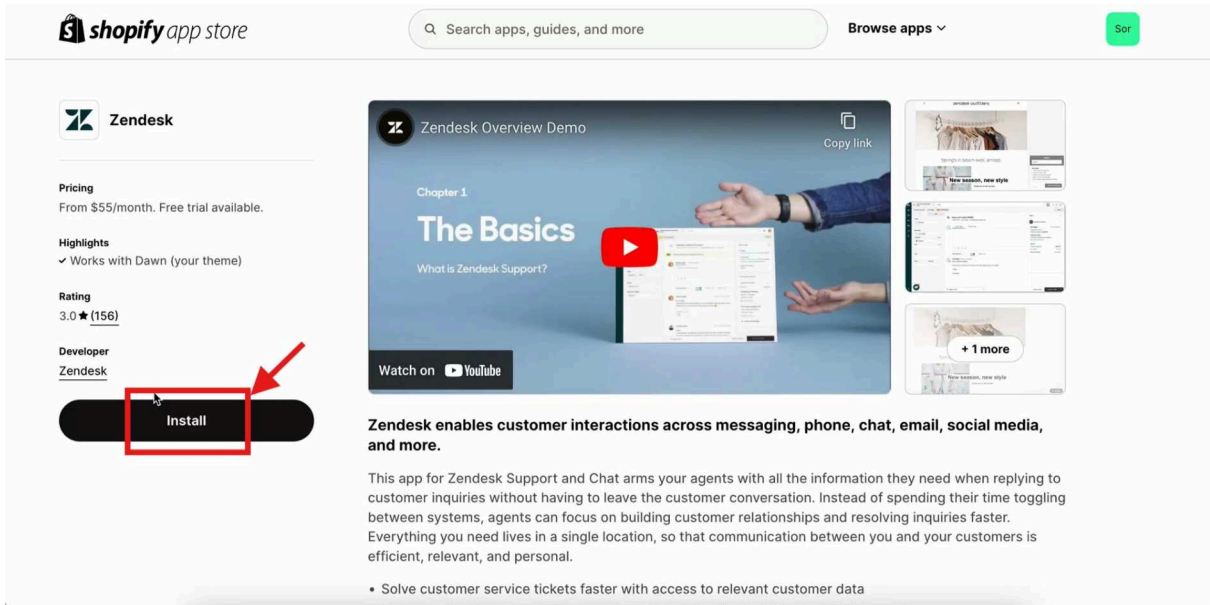 shopify app store
Search apps, guides, and more
Browse apps
Sor
Zendesk
Pricing
From $55/month. Free trial available.
Highlights
Works with Dawn (your theme)
Rating
3.0★(156)
Developer
Zendesk
Install
Zendesk Overview Demo
Copy link
Chapter 1
The Basics
What is Zendesk Support?
Watch on YouTube
zendesk outfitters
New season, new style
+ 1 more
New season, new style
Zendesk enables customer interactions across messaging, phone, chat, email, social media,
and more.
This app for Zendesk Support and Chat arms your agents with all the information they need when replying to
customer inquiries without having to leave the customer conversation. Instead of spending their time toggling
between systems, agents can focus on building customer relationships and resolving inquiries faster.
Everything you need lives in a single location, so that communication between you and your customers is
efficient, relevant, and personal.
• Solve customer service tickets faster with access to relevant customer data